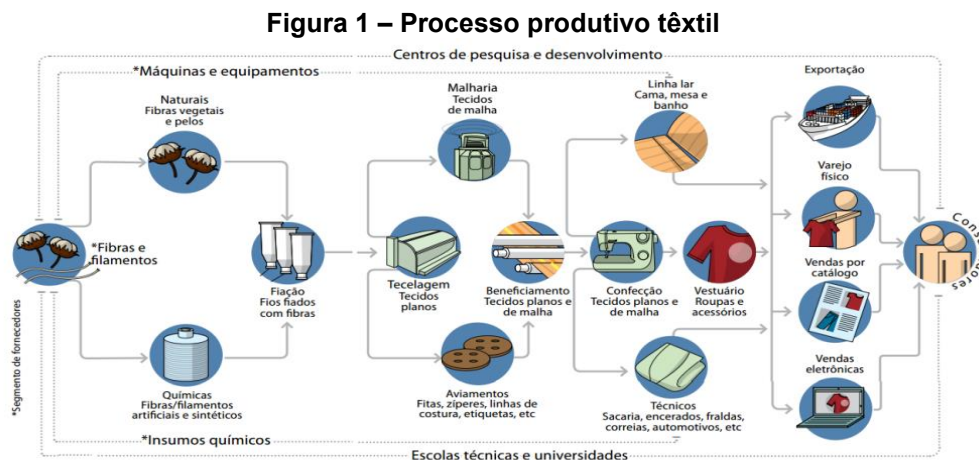 Figura 1 – Processo produtivo têxtil
Centros de pesquisa e desenvolvimento
*Máquinas e equipamentos
Naturais
Fibras vegetais
e pelos
Malharia
Tecidos
de malha
Linha lar
Cama, mesa e
banho
Exportação
Varejo
físico
*Fibras e
filamentos
Fiação
Fios fiados
com fibras
Tecelagem
Tecidos
planos
Beneficiamento
Tecidos planos e
de malha
Confecção
Tecidos planos e
de malha
Vestuário
Roupas e
acessórios
Vendas por
catálogo
Consumidores
Químicas
Fibras/filamentos
artificiais e sintéticos
Aviamentos
Fitas, zíperes, linhas de
costura, etiquetas, etc
Técnicos
Sacaria, encerados, fraldas,
correias, automotivos, etc
Vendas
eletrônicas
*Segmento de fornecedores
*Insumos químicos
Escolas técnicas e universidades